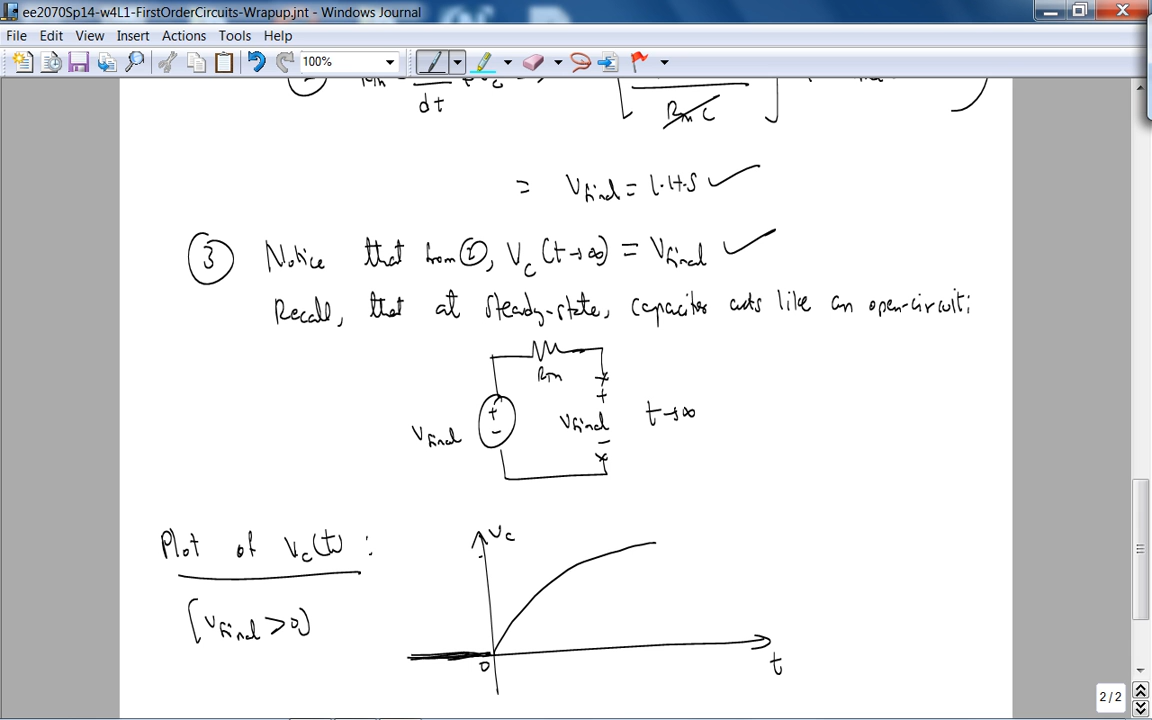 ee2070Sp14-w4L1-FirstOrderCircuits-Wrapup.jnt - Windows Journal
File Edit View Insert Actions Tools Help
100%
dt
RTh C
= Vfinal = L.H.S
③ Notice that from ①, Vc (t→∞) = Vfinal
Recall, that at steady-state, capacitor acts like an open-circuit;
RTh
+
+
Vfinal
Vfinal
t→∞
-
-
Plot of Vc(t) :
Vc
(Vfinal > 0)
0
t
2 / 2